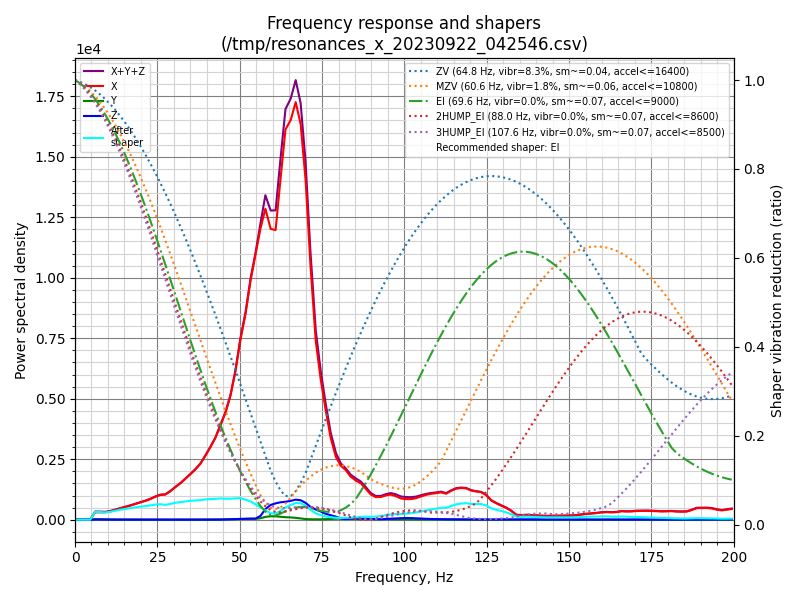 Frequency response and shapers
(/tmp/resonances_x_20230922_042546.csv)
1e4
X+Y+Z
X
Y
Z
After
shaper
ZV (64.8 Hz, vibr=8.3%, sm~=0.04, accel<=16400)
MZV (60.6 Hz, vibr=1.8%, sm~=0.06, accel<=10800)
EI (69.6 Hz, vibr=0.0%, sm~=0.07, accel<=9000)
2HUMP_EI (88.0 Hz, vibr=0.0%, sm~=0.07, accel<=8600)
3HUMP_EI (107.6 Hz, vibr=0.0%, sm~=0.07, accel<=8500)
Recommended shaper: EI
Power spectral density
1.75
1.50
1.25
1.00
0.75
0.50
0.25
0.00
1.0
0.8
0.6
0.4
0.2
0.0
Shaper vibration reduction (ratio)
0 25 50 75 100 125 150 175 200
Frequency, Hz